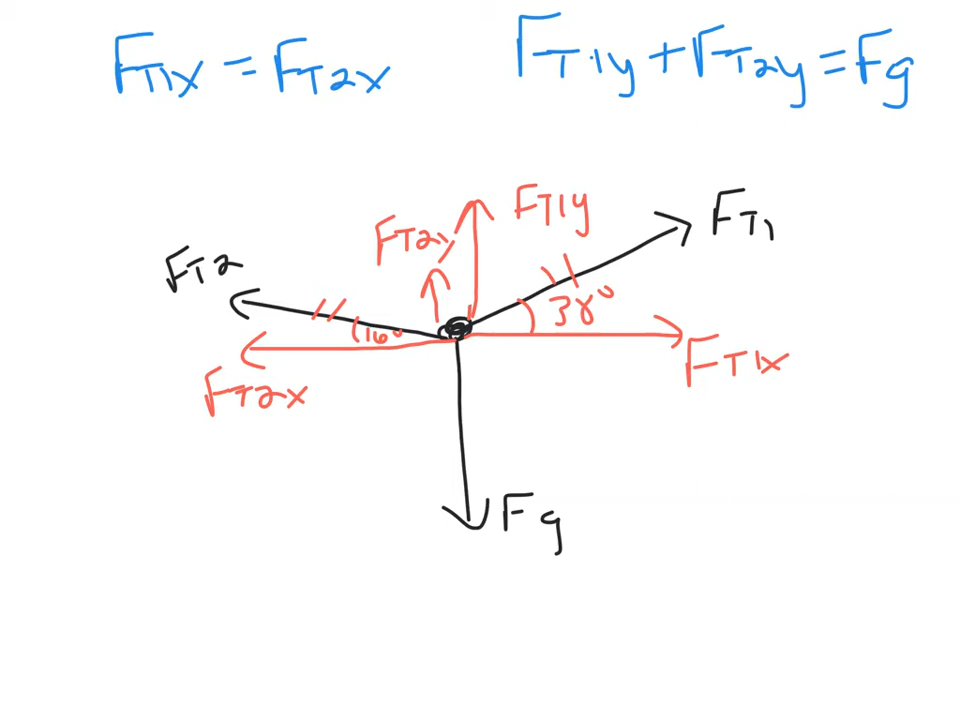 FT1x = FT2x
FT1y + FT2y = Fg
FT1y
FT2y
FT1
FT2
38°
16°
FT1x
FT2x
Fg